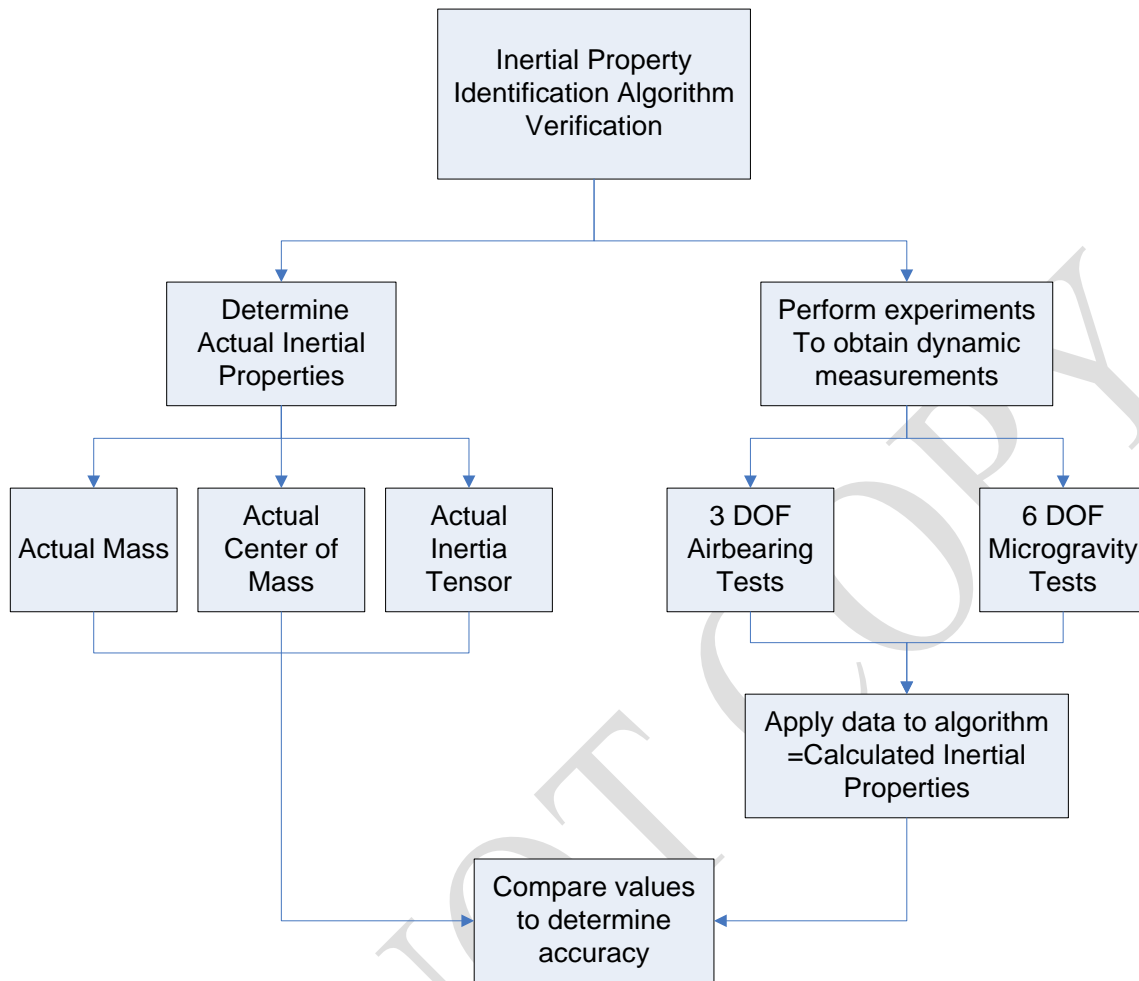 Inertial Property
Identification Algorithm
Verification
Determine
Actual Inertial
Properties
Perform experiments
To obtain dynamic
measurements
Actual Mass
Actual
Center of
Mass
Actual
Inertia
Tensor
3 DOF
Airbearing
Tests
6 DOF
Microgravity
Tests
Apply data to algorithm
=Calculated Inertial
Properties
Compare values
to determine
accuracy
NOT COPY